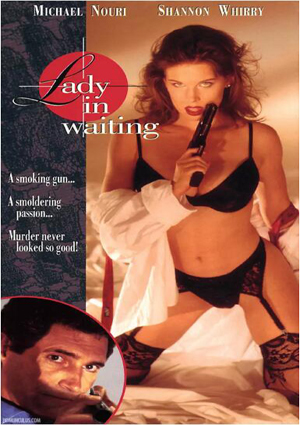 MICHAEL NOURI SHANNON WHIRRY
Lady
in
waiting
A smoking gun...
A smoldering
passion...
Murder never
looked so good!